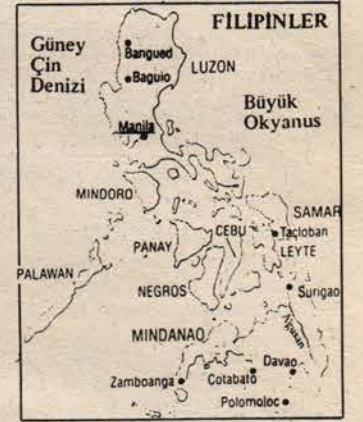 FİLİPİNLER
Güney
Çin
Denizi
Bangued
Baguio
LUZON
Büyük
Okyanus
Manila
MINDORO
SAMAR
PANAY
CEBU
Taçloban
LEYTE
PALAWAN
NEGROS
Surigao
MINDANAO
Agusan
Zamboanga
Cotabato
Davao
Polomoloc